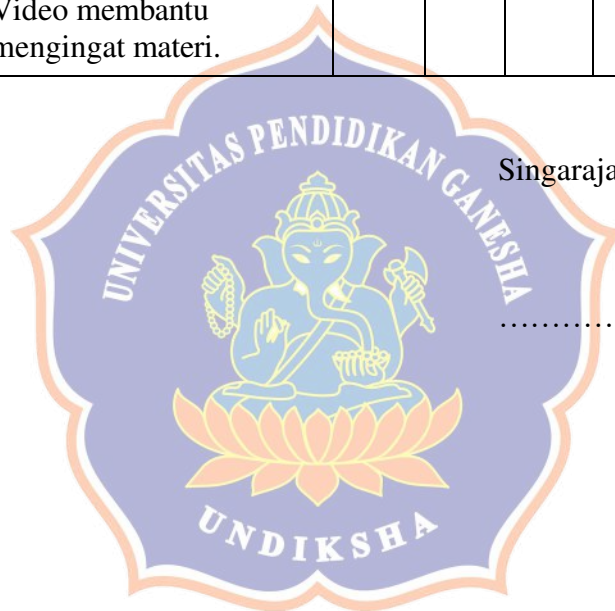 Video membantu
mengingat materi.
UNIVERSITAS PENDIDIKAN GANESHA
Singaraja
…………
UNDIKSHA